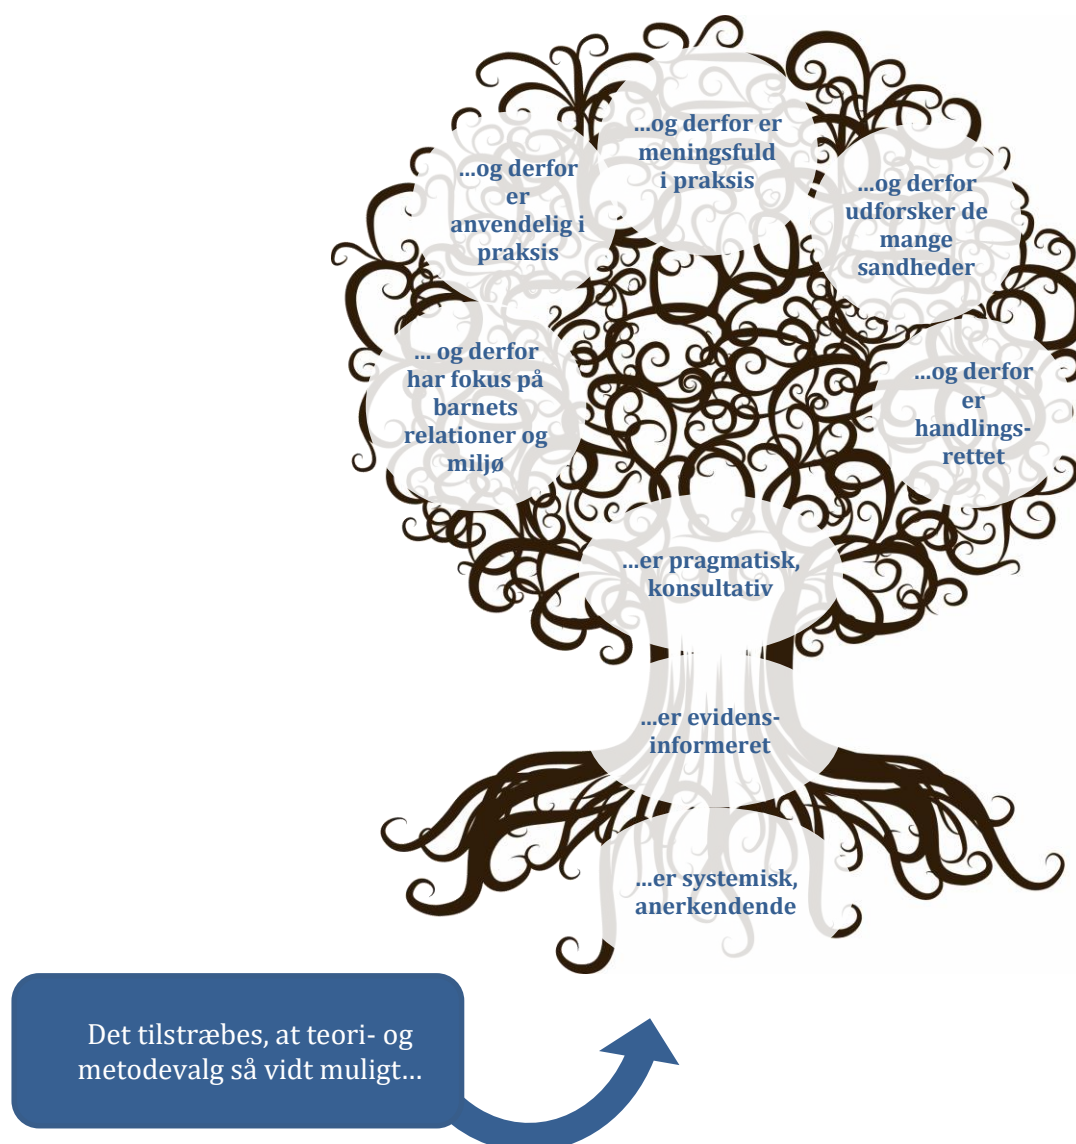 …og derfor er
meningsfuld
i praksis
…og derfor
er
anvendelig i
praksis
…og derfor
udforsker de
mange
sandheder
… og derfor
har fokus på
barnets
relationer og
miljø
…og derfor
er
handlings-
rettet
…er pragmatisk,
konsultativ
…er evidens-
informeret
…er systemisk,
anerkendende
Det tilstræbes, at teori- og
metodevalg så vidt muligt…